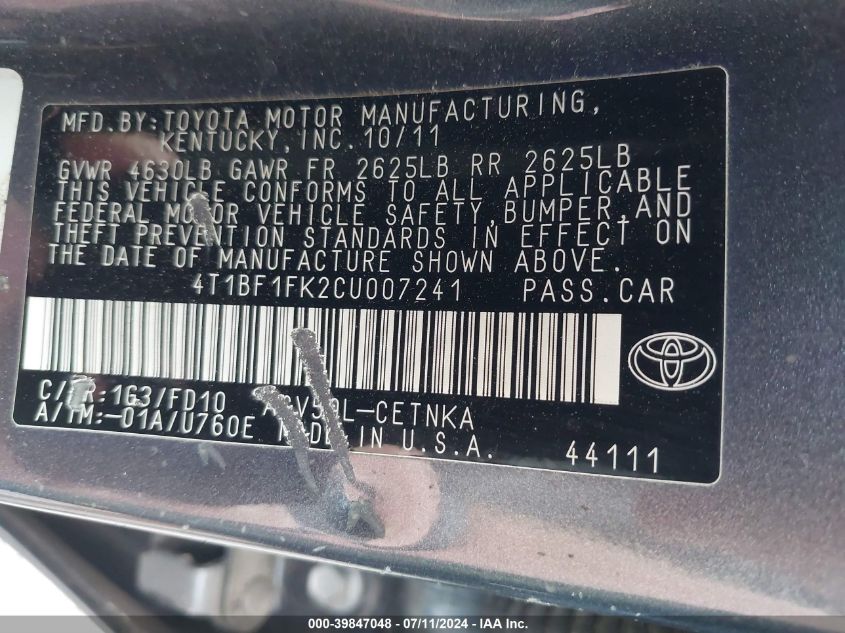 MFD.BY:TOYOTA MOTOR MANUFACTURING,
KENTUCKY,INC.10/11
GVWR 4630LB GAWR FR 2625LB RR 2625LB
THIS VEHICLE CONFORMS TO ALL APPLICABLE
FEDERAL MOTOR VEHICLE SAFETY,BUMPER,AND
THEFT PREVENTION STANDARDS IN EFFECT ON
THE DATE OF MANUFACTURE SHOWN ABOVE.
4T1BF1FK2CU007241 PASS.CAR
C/TR:1G3/FD10
A/TM:-01A/U760E MADE IN U.S.A. 44111
000-39847048 - 07/11/2024 - IAA Inc.